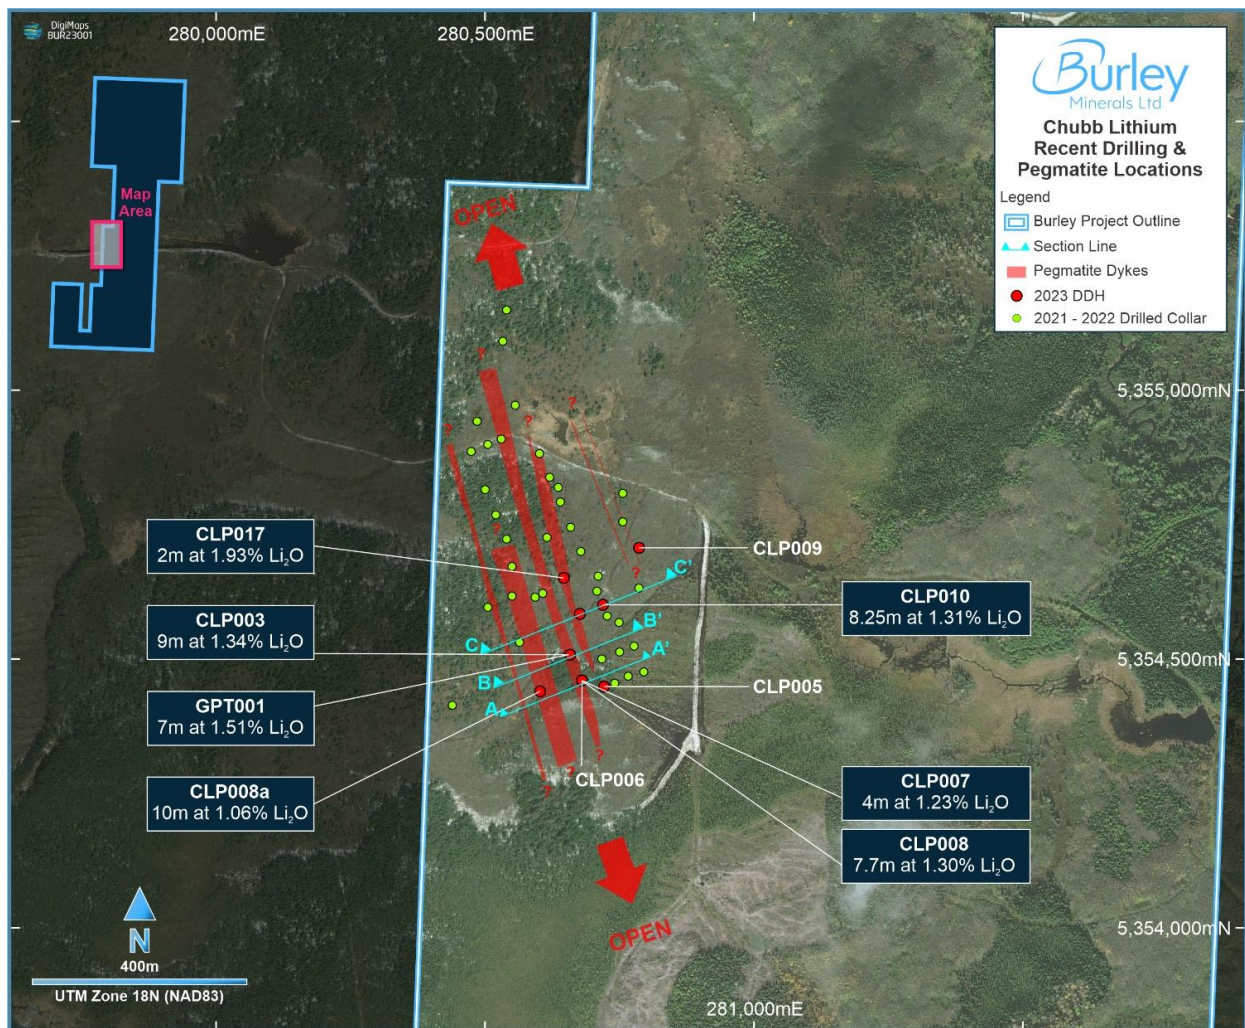 DigiMaps
BUR23001
280,000mE
280,500mE
Burley
Minerals Ltd
Chubb Lithium
Recent Drilling &
Pegmatite Locations
Legend
Burley Project Outline
Section Line
Pegmatite Dykes
2023 DDH
2021 - 2022 Drilled Collar
Map
Area
OPEN
?
?
?
?
?
5,355,000mN
CLP017
2m at 1.93% Li₂O
CLP009
?
C'
CLP003
9m at 1.34% Li₂O
CLP010
8.25m at 1.31% Li₂O
B'
C
A'
5,354,500mN
B
GPT001
7m at 1.51% Li₂O
CLP005
A
?
?
?
CLP006
CLP008a
10m at 1.06% Li₂O
CLP007
4m at 1.23% Li₂O
CLP008
7.7m at 1.30% Li₂O
OPEN
5,354,000mN
N
400m
UTM Zone 18N (NAD83)
281,000mE